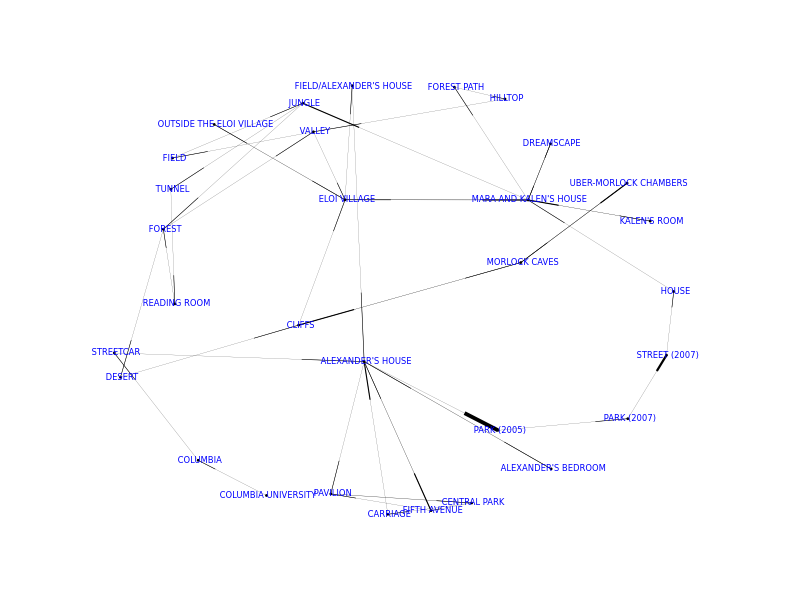 FIELD/ALEXANDER'S HOUSE
FOREST PATH
HILLTOP
JUNGLE
OUTSIDE THE ELOI VILLAGE
VALLEY
DREAMSCAPE
FIELD
UBER-MORLOCK CHAMBERS
TUNNEL
ELOI VILLAGE
MARA AND KALEN'S HOUSE
KALEN'S ROOM
FOREST
MORLOCK CAVES
HOUSE
READING ROOM
CLIFFS
STREETCAR
STREET (2007)
ALEXANDER'S HOUSE
DESERT
PARK (2007)
PARK (2005)
COLUMBIA
ALEXANDER'S BEDROOM
COLUMBIA UNIVERSITY
PAVILION
CENTRAL PARK
CARRIAGE
FIFTH AVENUE